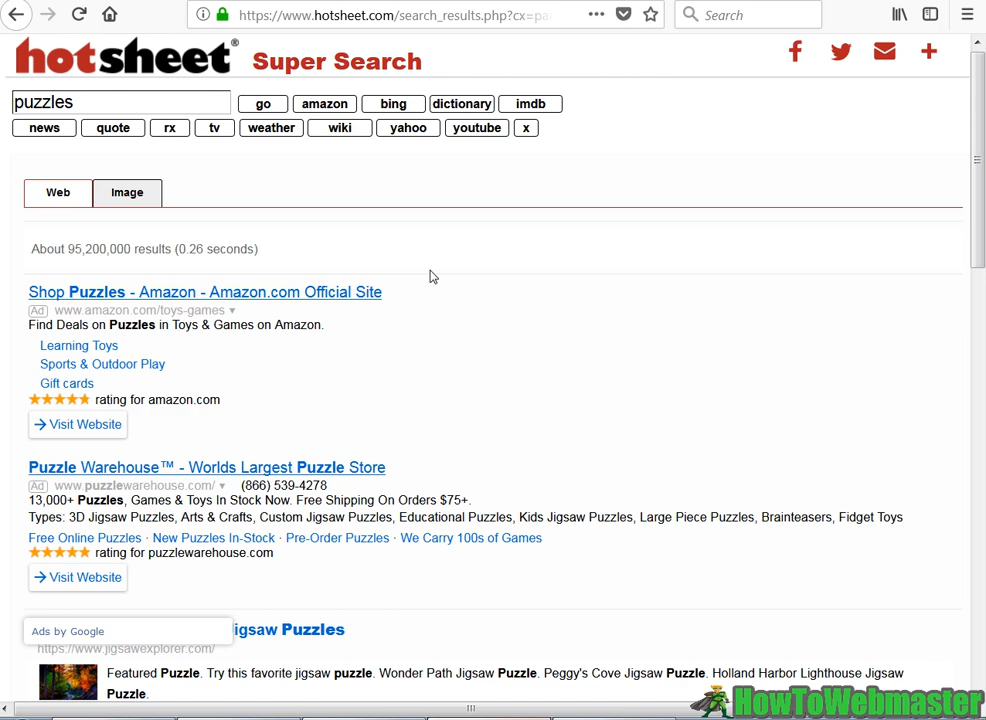 https://www.hotsheet.com/search_results.php?cx=pa
Search
hotsheet® Super Search
puzzles go amazon bing dictionary imdb
news quote rx tv weather wiki yahoo youtube x
Web Image
About 95,200,000 results (0.26 seconds)
Shop Puzzles - Amazon - Amazon.com Official Site
Ad www.amazon.com/toys-games
Find Deals on Puzzles in Toys & Games on Amazon.
Learning Toys
Sports & Outdoor Play
Gift cards
rating for amazon.com
Visit Website
Puzzle Warehouse™ - Worlds Largest Puzzle Store
Ad www.puzzlewarehouse.com/ (866) 539-4278
13,000+ Puzzles, Games & Toys In Stock Now. Free Shipping On Orders $75+.
Types: 3D Jigsaw Puzzles, Arts & Crafts, Custom Jigsaw Puzzles, Educational Puzzles, Kids Jigsaw Puzzles, Large Piece Puzzles, Brainteasers, Fidget Toys
Free Online Puzzles · New Puzzles In-Stock · Pre-Order Puzzles · We Carry 100s of Games
rating for puzzlewarehouse.com
Visit Website
Ads by Google
igsaw Puzzles
https://www.jigsawexplorer.com/
Featured Puzzle. Try this favorite jigsaw puzzle. Wonder Path Jigsaw Puzzle. Peggy's Cove Jigsaw Puzzle. Holland Harbor Lighthouse Jigsaw
Puzzle.
HowToWebmaster